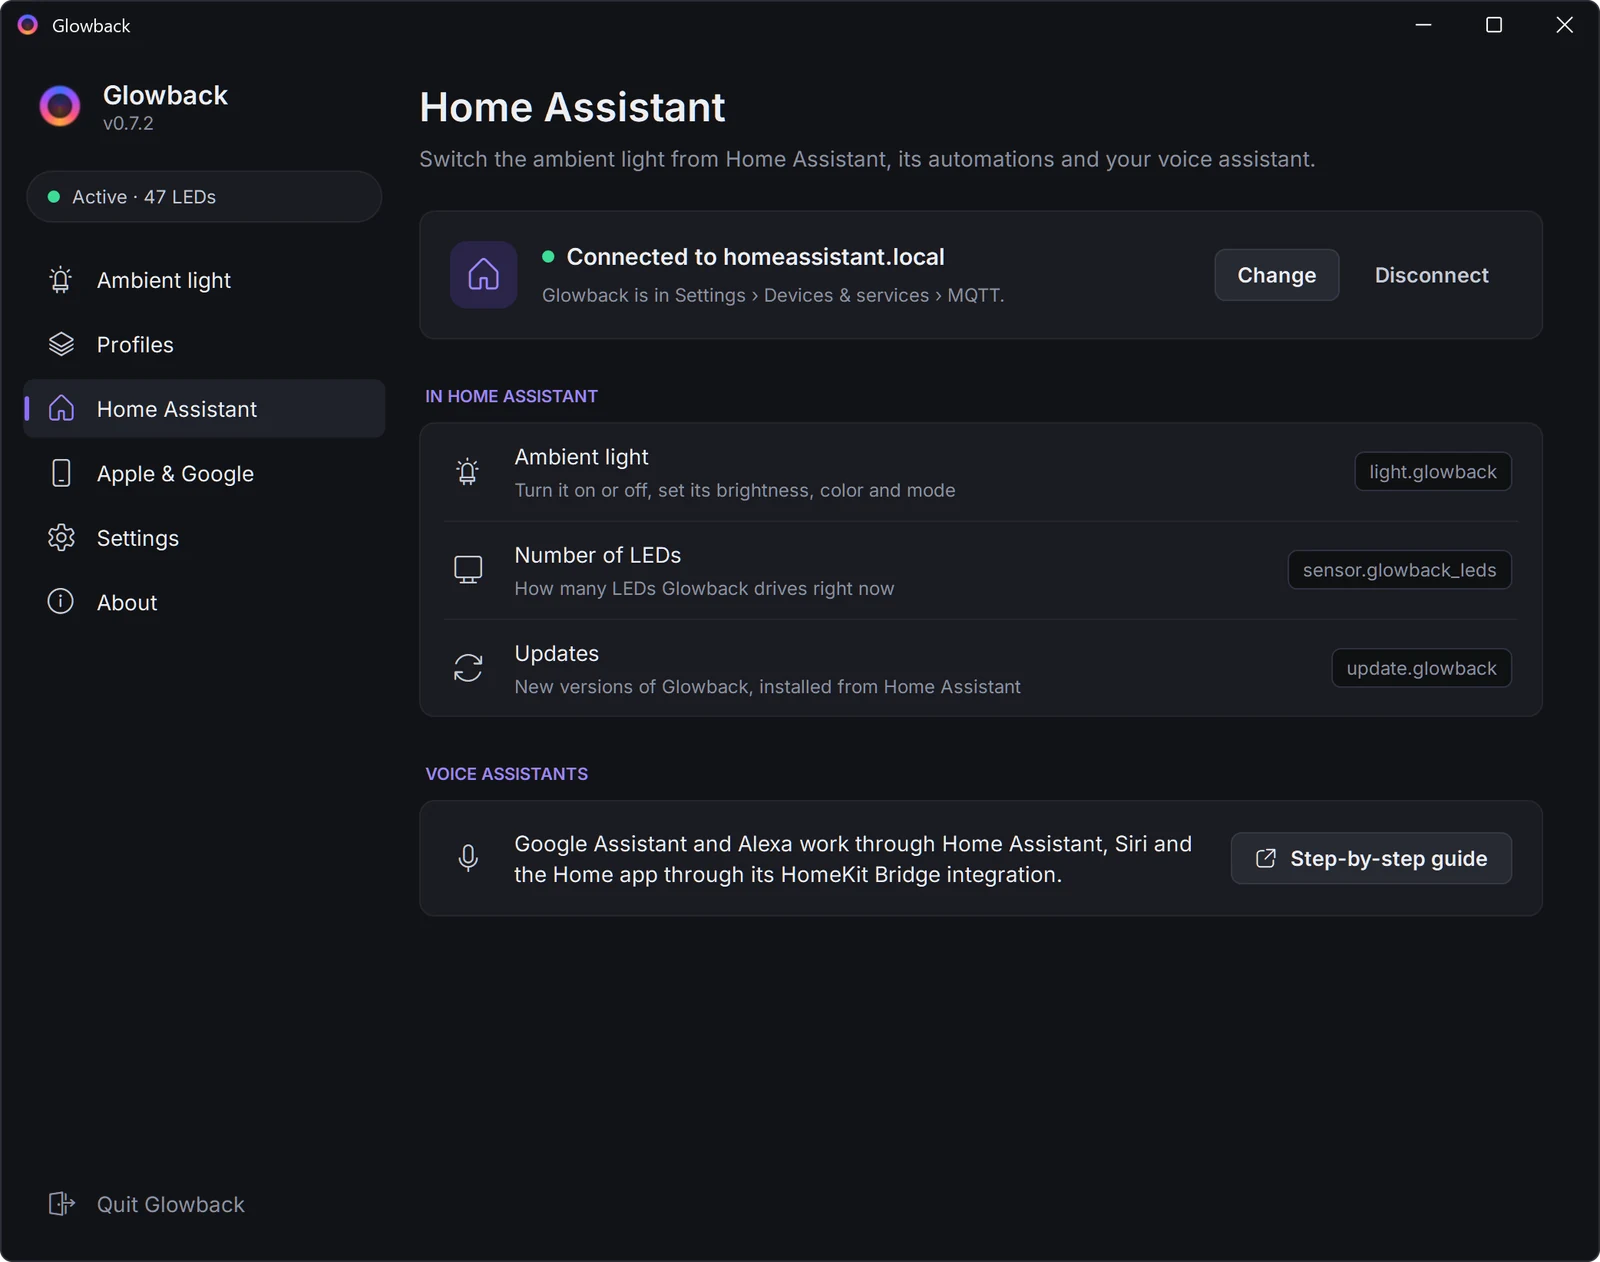 Glowback
Glowback
v0.7.2
Active · 47 LEDs
Ambient light
Profiles
Home Assistant
Apple & Google
Settings
About
Quit Glowback
Home Assistant
Switch the ambient light from Home Assistant, its automations and your voice assistant.
Connected to homeassistant.local
Glowback is in Settings › Devices & services › MQTT.
Change
Disconnect
IN HOME ASSISTANT
Ambient light
Turn it on or off, set its brightness, color and mode
light.glowback
Number of LEDs
How many LEDs Glowback drives right now
sensor.glowback_leds
Updates
New versions of Glowback, installed from Home Assistant
update.glowback
VOICE ASSISTANTS
Google Assistant and Alexa work through Home Assistant, Siri and
the Home app through its HomeKit Bridge integration.
Step-by-step guide